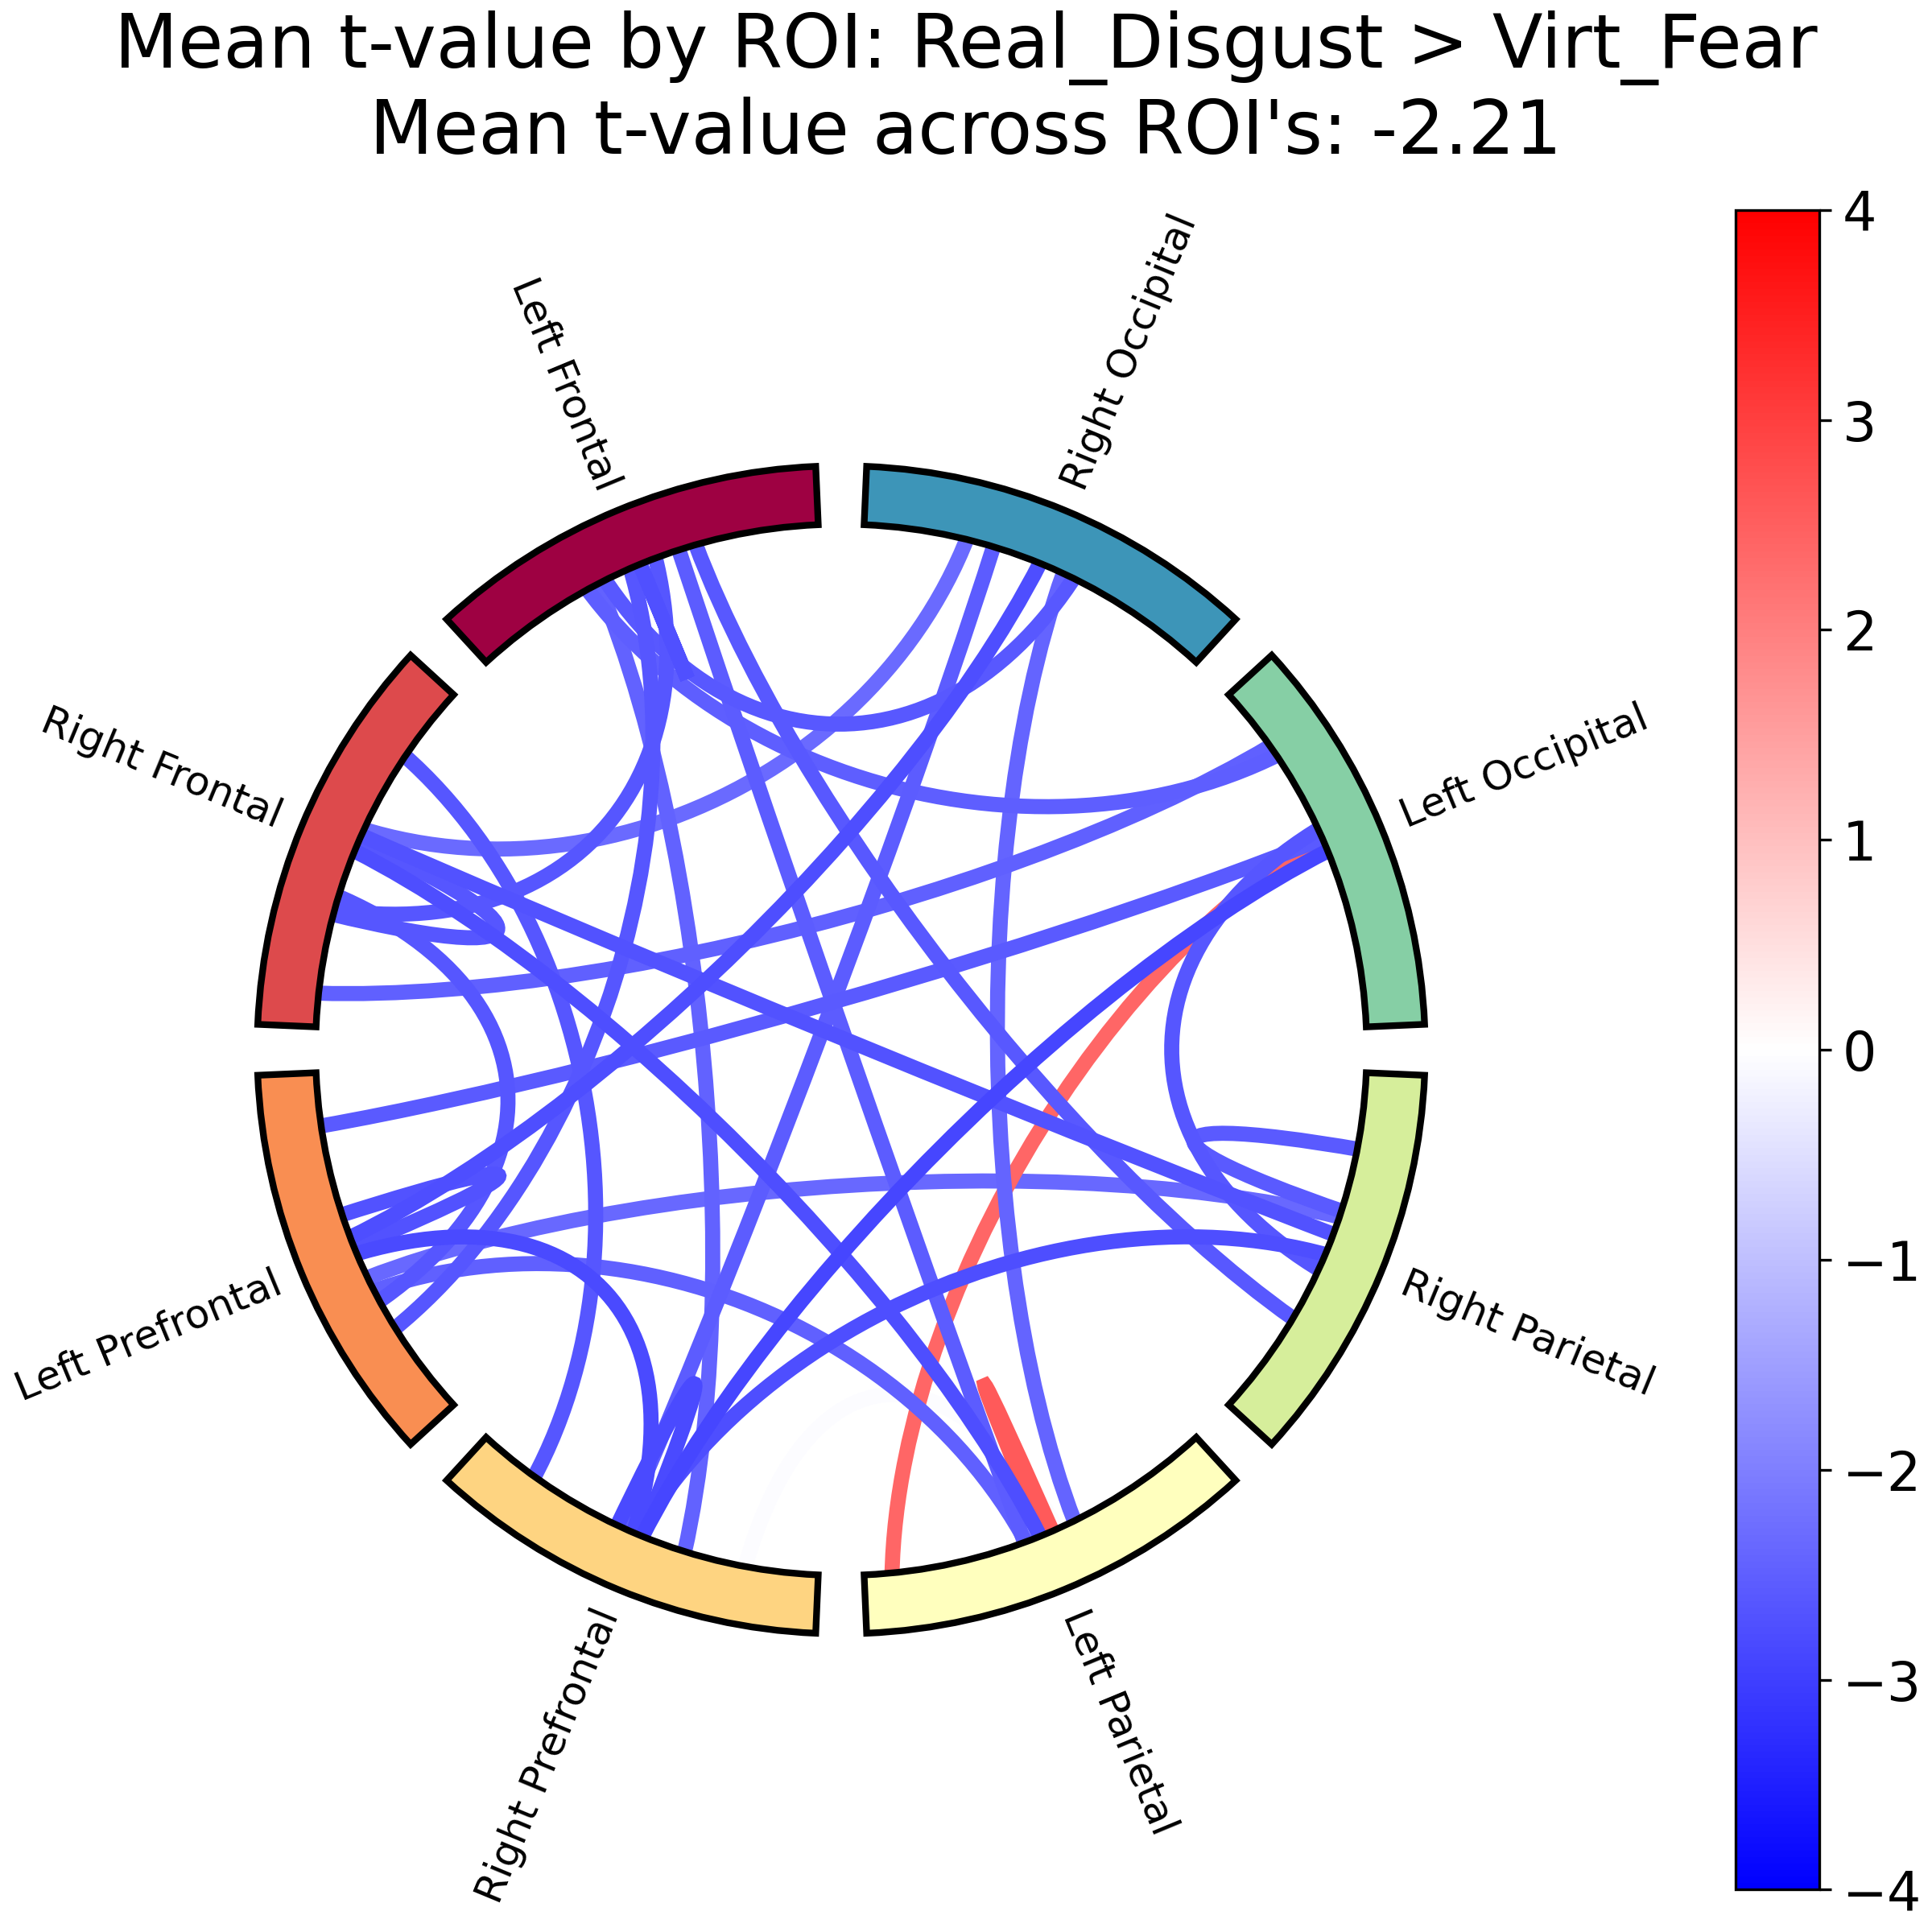 Mean t-value by ROI: Real_Disgust > Virt_Fear
Mean t-value across ROI's: -2.21
Left Frontal
Right Occipital
Right Frontal
Left Occipital
Left Prefrontal
Right Parietal
Right Prefrontal
Left Parietal
4
3
2
1
0
−1
−2
−3
−4